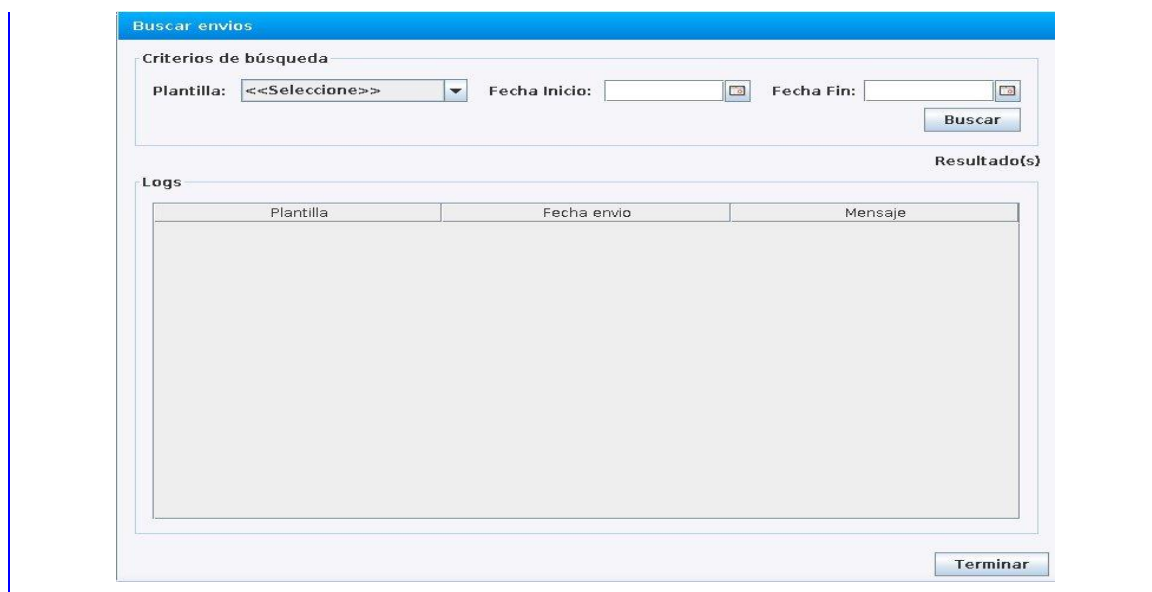 Buscar envios
Criterios de búsqueda
Plantilla: <<Seleccione>> Fecha Inicio: Fecha Fin:
Buscar
Resultado(s)
Logs
Plantilla Fecha envio Mensaje
Terminar